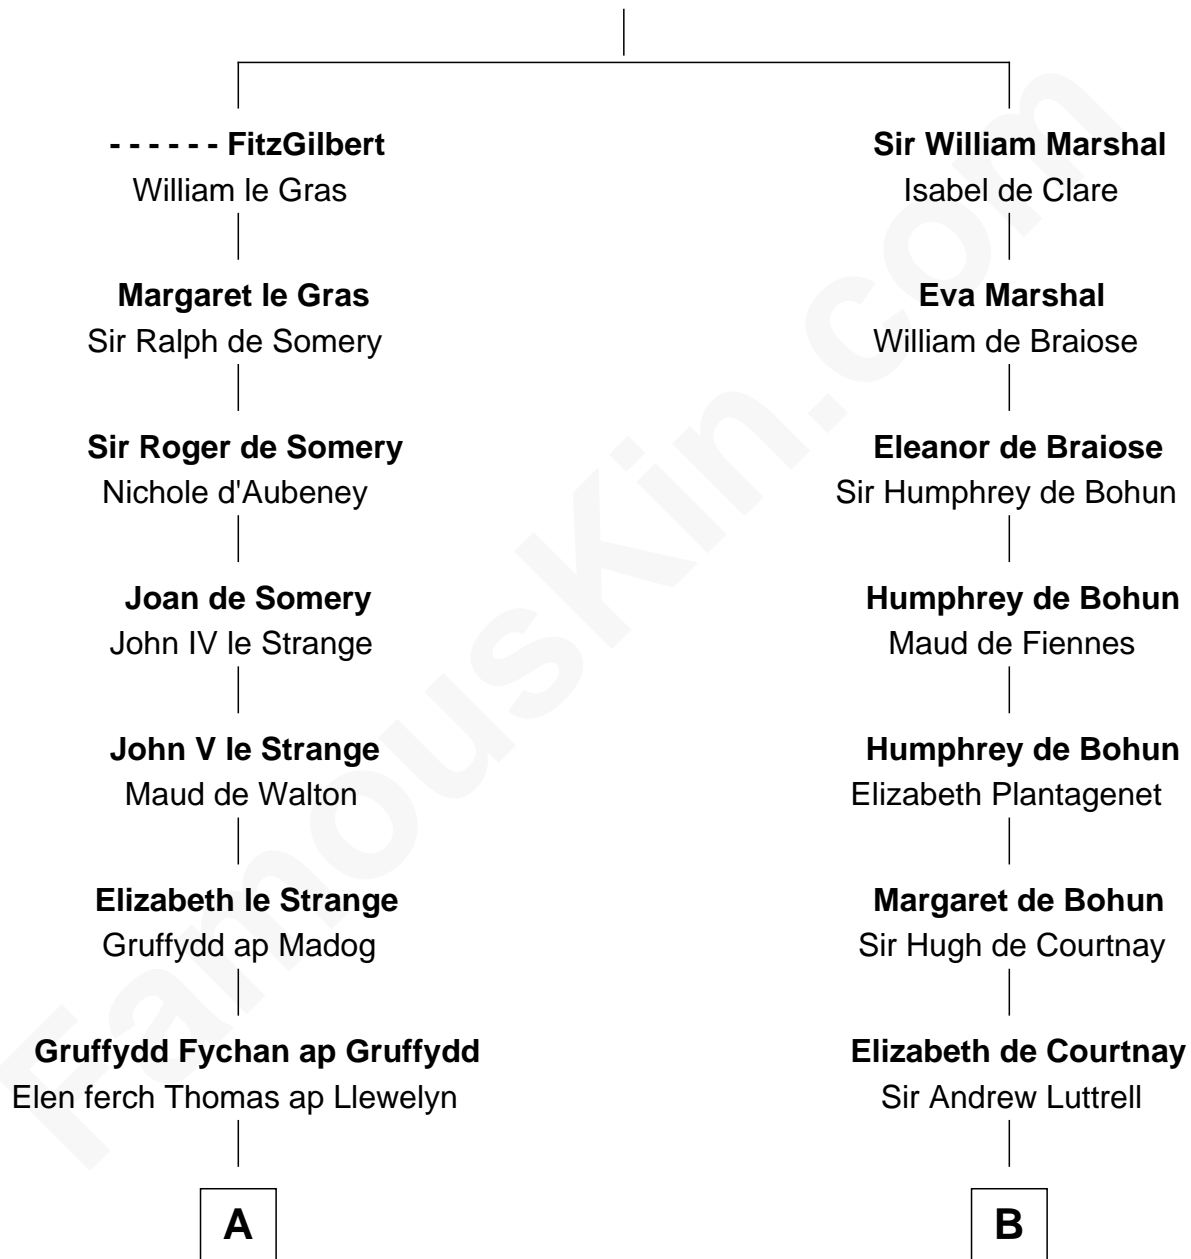 - - - - - - FitzGilbert
William le Gras
Margaret le Gras
Sir Ralph de Somery
Sir Roger de Somery
Nichole d'Aubeney
Joan de Somery
John IV le Strange
John V le Strange
Maud de Walton
Elizabeth le Strange
Gruffydd ap Madog
Gruffydd Fychan ap Gruffydd
Elen ferch Thomas ap Llewelyn
A
Sir William Marshal
Isabel de Clare
Eva Marshal
William de Braiose
Eleanor de Braiose
Sir Humphrey de Bohun
Humphrey de Bohun
Maud de Fiennes
Humphrey de Bohun
Elizabeth Plantagenet
Margaret de Bohun
Sir Hugh de Courtnay
Elizabeth de Courtnay
Sir Andrew Luttrell
B
FamousKin.com